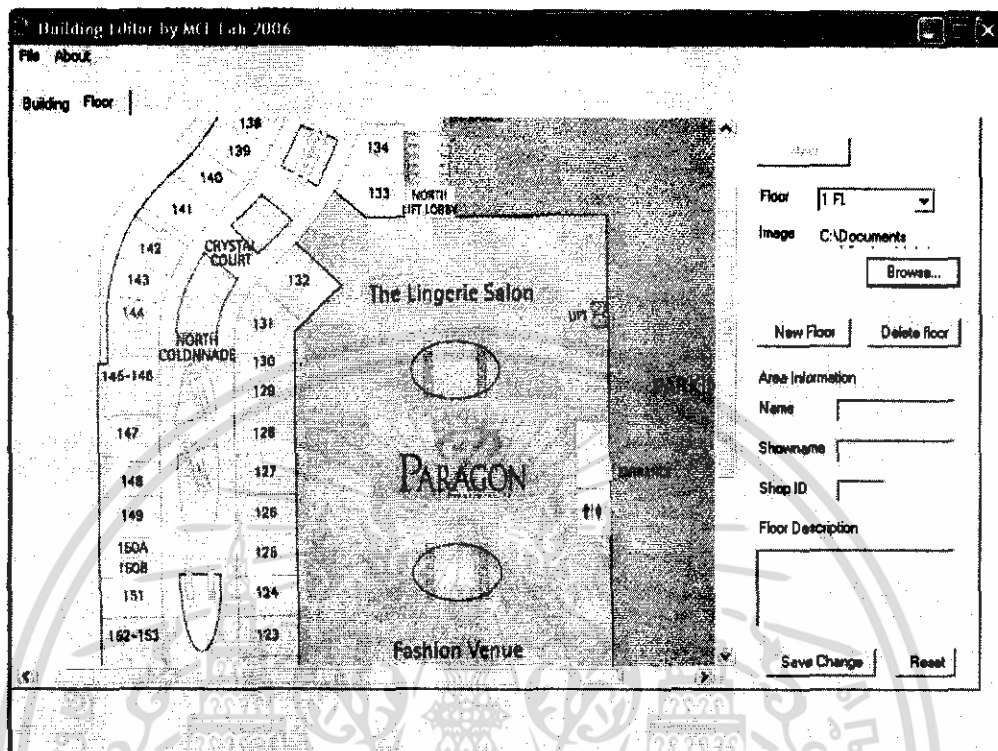 Building Editor by MCL Lab 2006
File About
Building Floor
138
139
140
141
142
143
144
145-146
147
148
149
150A
150B
151
152-153
CRYSTAL
COURT
NORTH
COLONNADE
134
133
NORTH
LIFT LOBBY
132
131
130
129
128
127
126
125
124
123
The Lingerie Salon
LIFT
PARAGON
Fashion Venue
Floor 1 FL
Image C:\Documents
Browse...
New Floor Delete floor
Area Information
Name
Showname
Shop ID
Floor Description
Save Change Reset